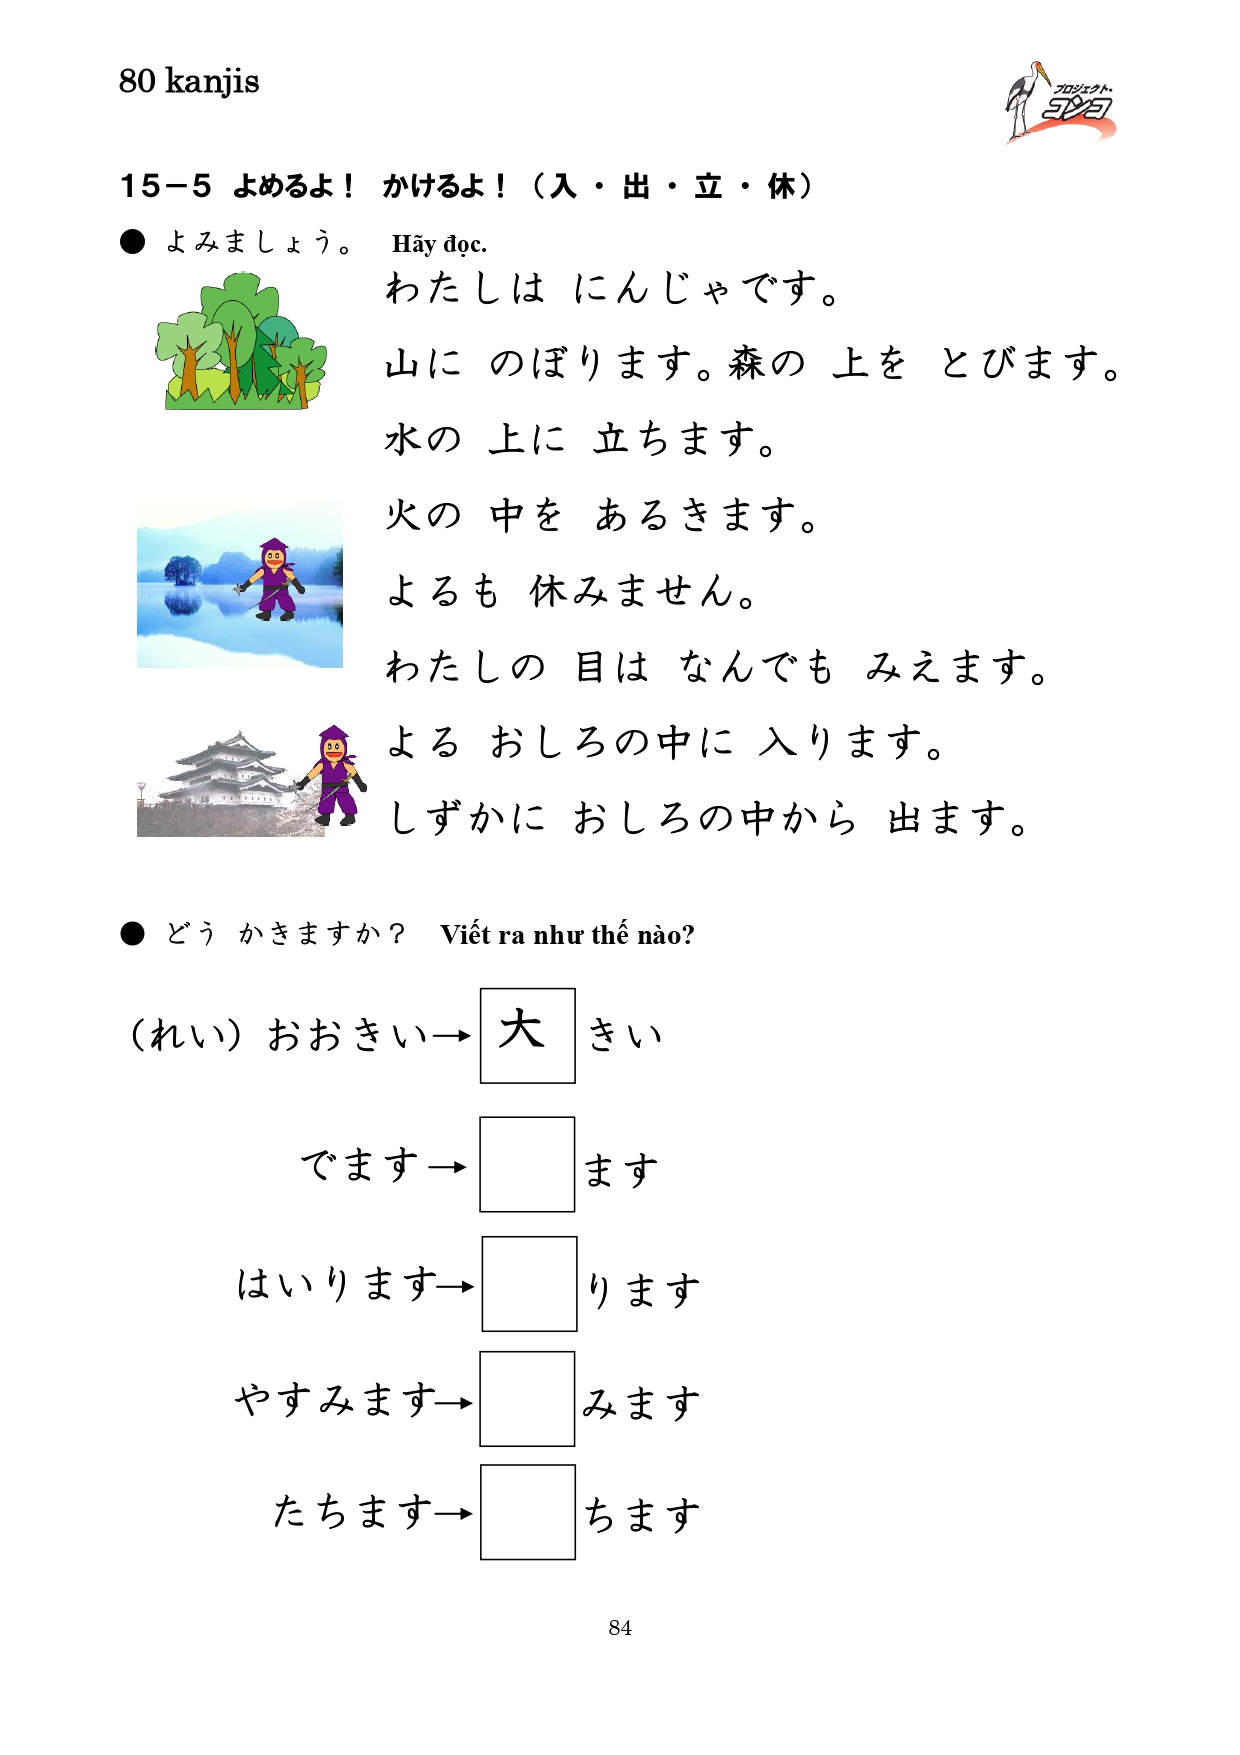 80 kanjis
プロジェクト・
コンコ
15－5 よめるよ！ かけるよ！（入・出・立・休）
● よみましょう。 Hãy đọc.
わたしは にんじゃです。
山に のぼります。森の 上を とびます。
水の 上に 立ちます。
火の 中を あるきます。
よるも 休みません。
わたしの 目は なんでも みえます。
よる おしろの中に 入ります。
しずかに おしろの中から 出ます。
● どう かきますか？ Viết ra như thế nào?
（れい）おおきい→大きい
でます→ ます
はいります→ ります
やすみます→ みます
たちます→ ちます
84